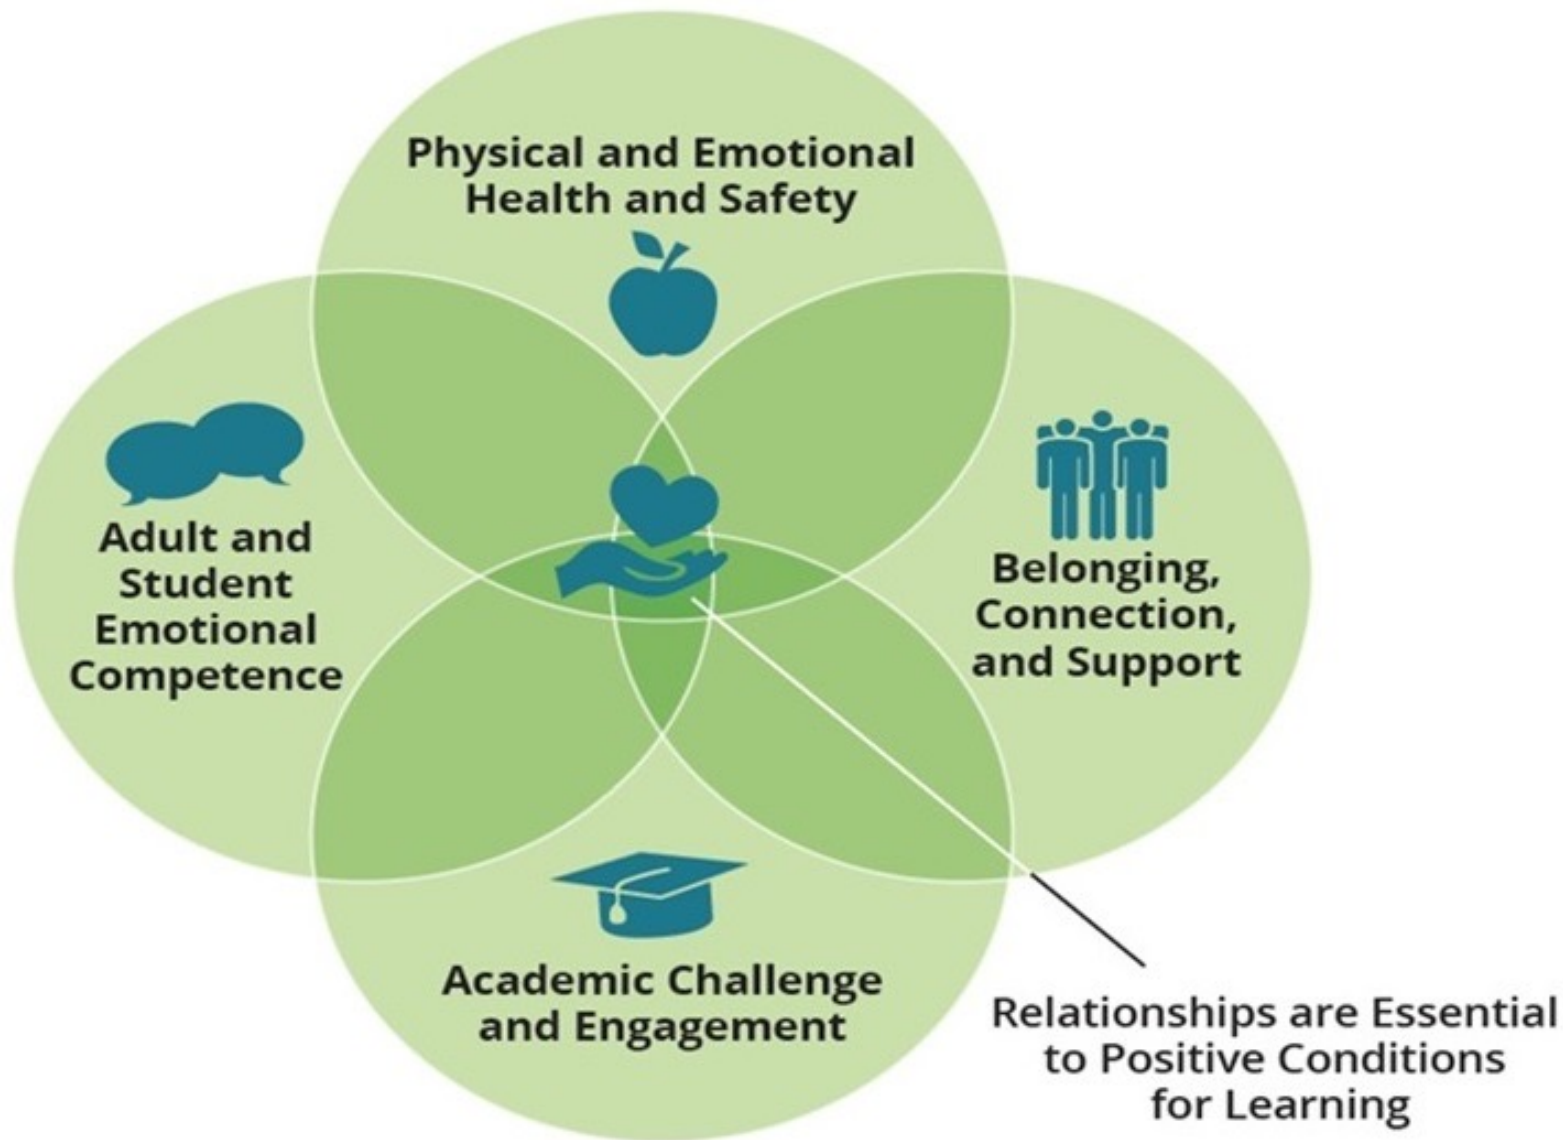 Physical and Emotional
Health and Safety
Adult and
Student
Emotional
Competence
Belonging,
Connection,
and Support
Academic Challenge
and Engagement
Relationships are Essential
to Positive Conditions
for Learning